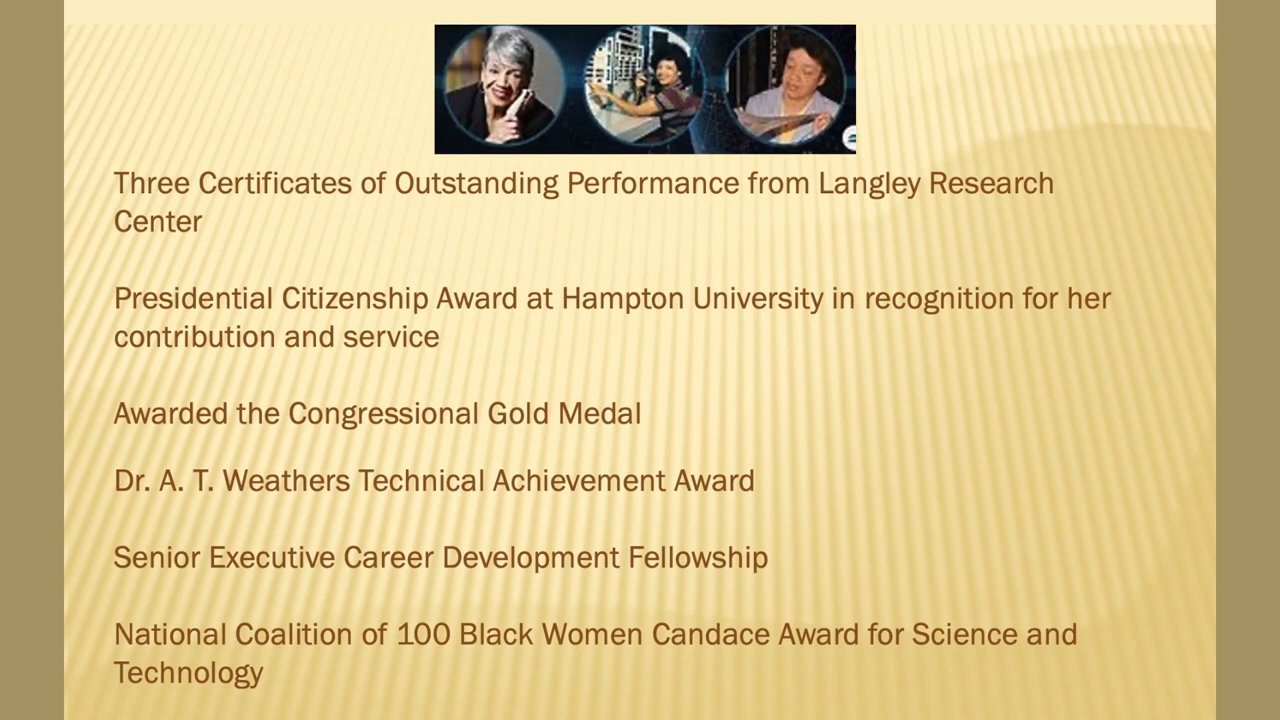 Three Certificates of Outstanding Performance from Langley Research
Center
Presidential Citizenship Award at Hampton University in recognition for her
contribution and service
Awarded the Congressional Gold Medal
Dr. A. T. Weathers Technical Achievement Award
Senior Executive Career Development Fellowship
National Coalition of 100 Black Women Candace Award for Science and
Technology